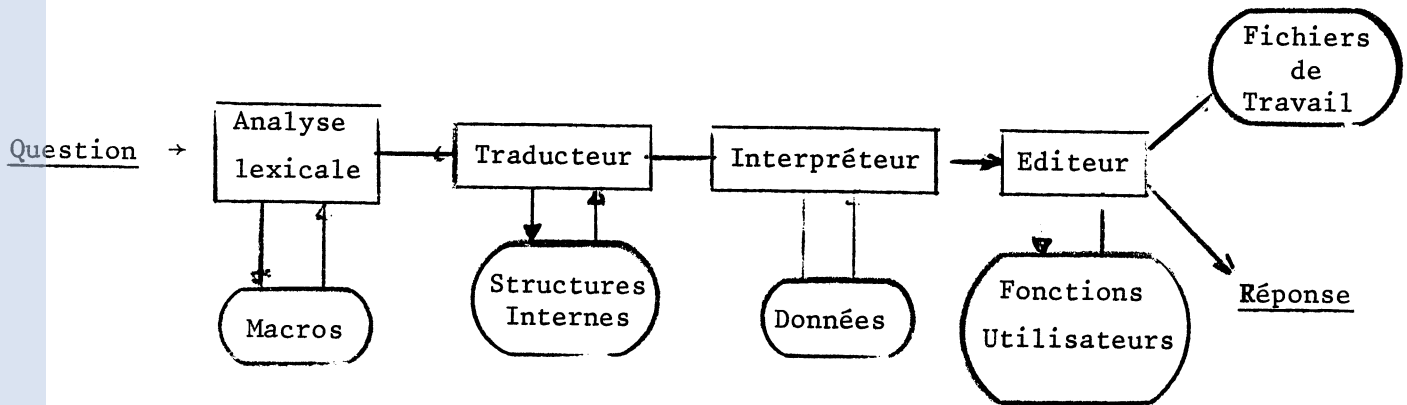 Question →
Analyse
lexicale
Traducteur
Interpréteur
Editeur
Fichiers
de
Travail
Macros
Structures
Internes
Données
Fonctions
Utilisateurs
Réponse